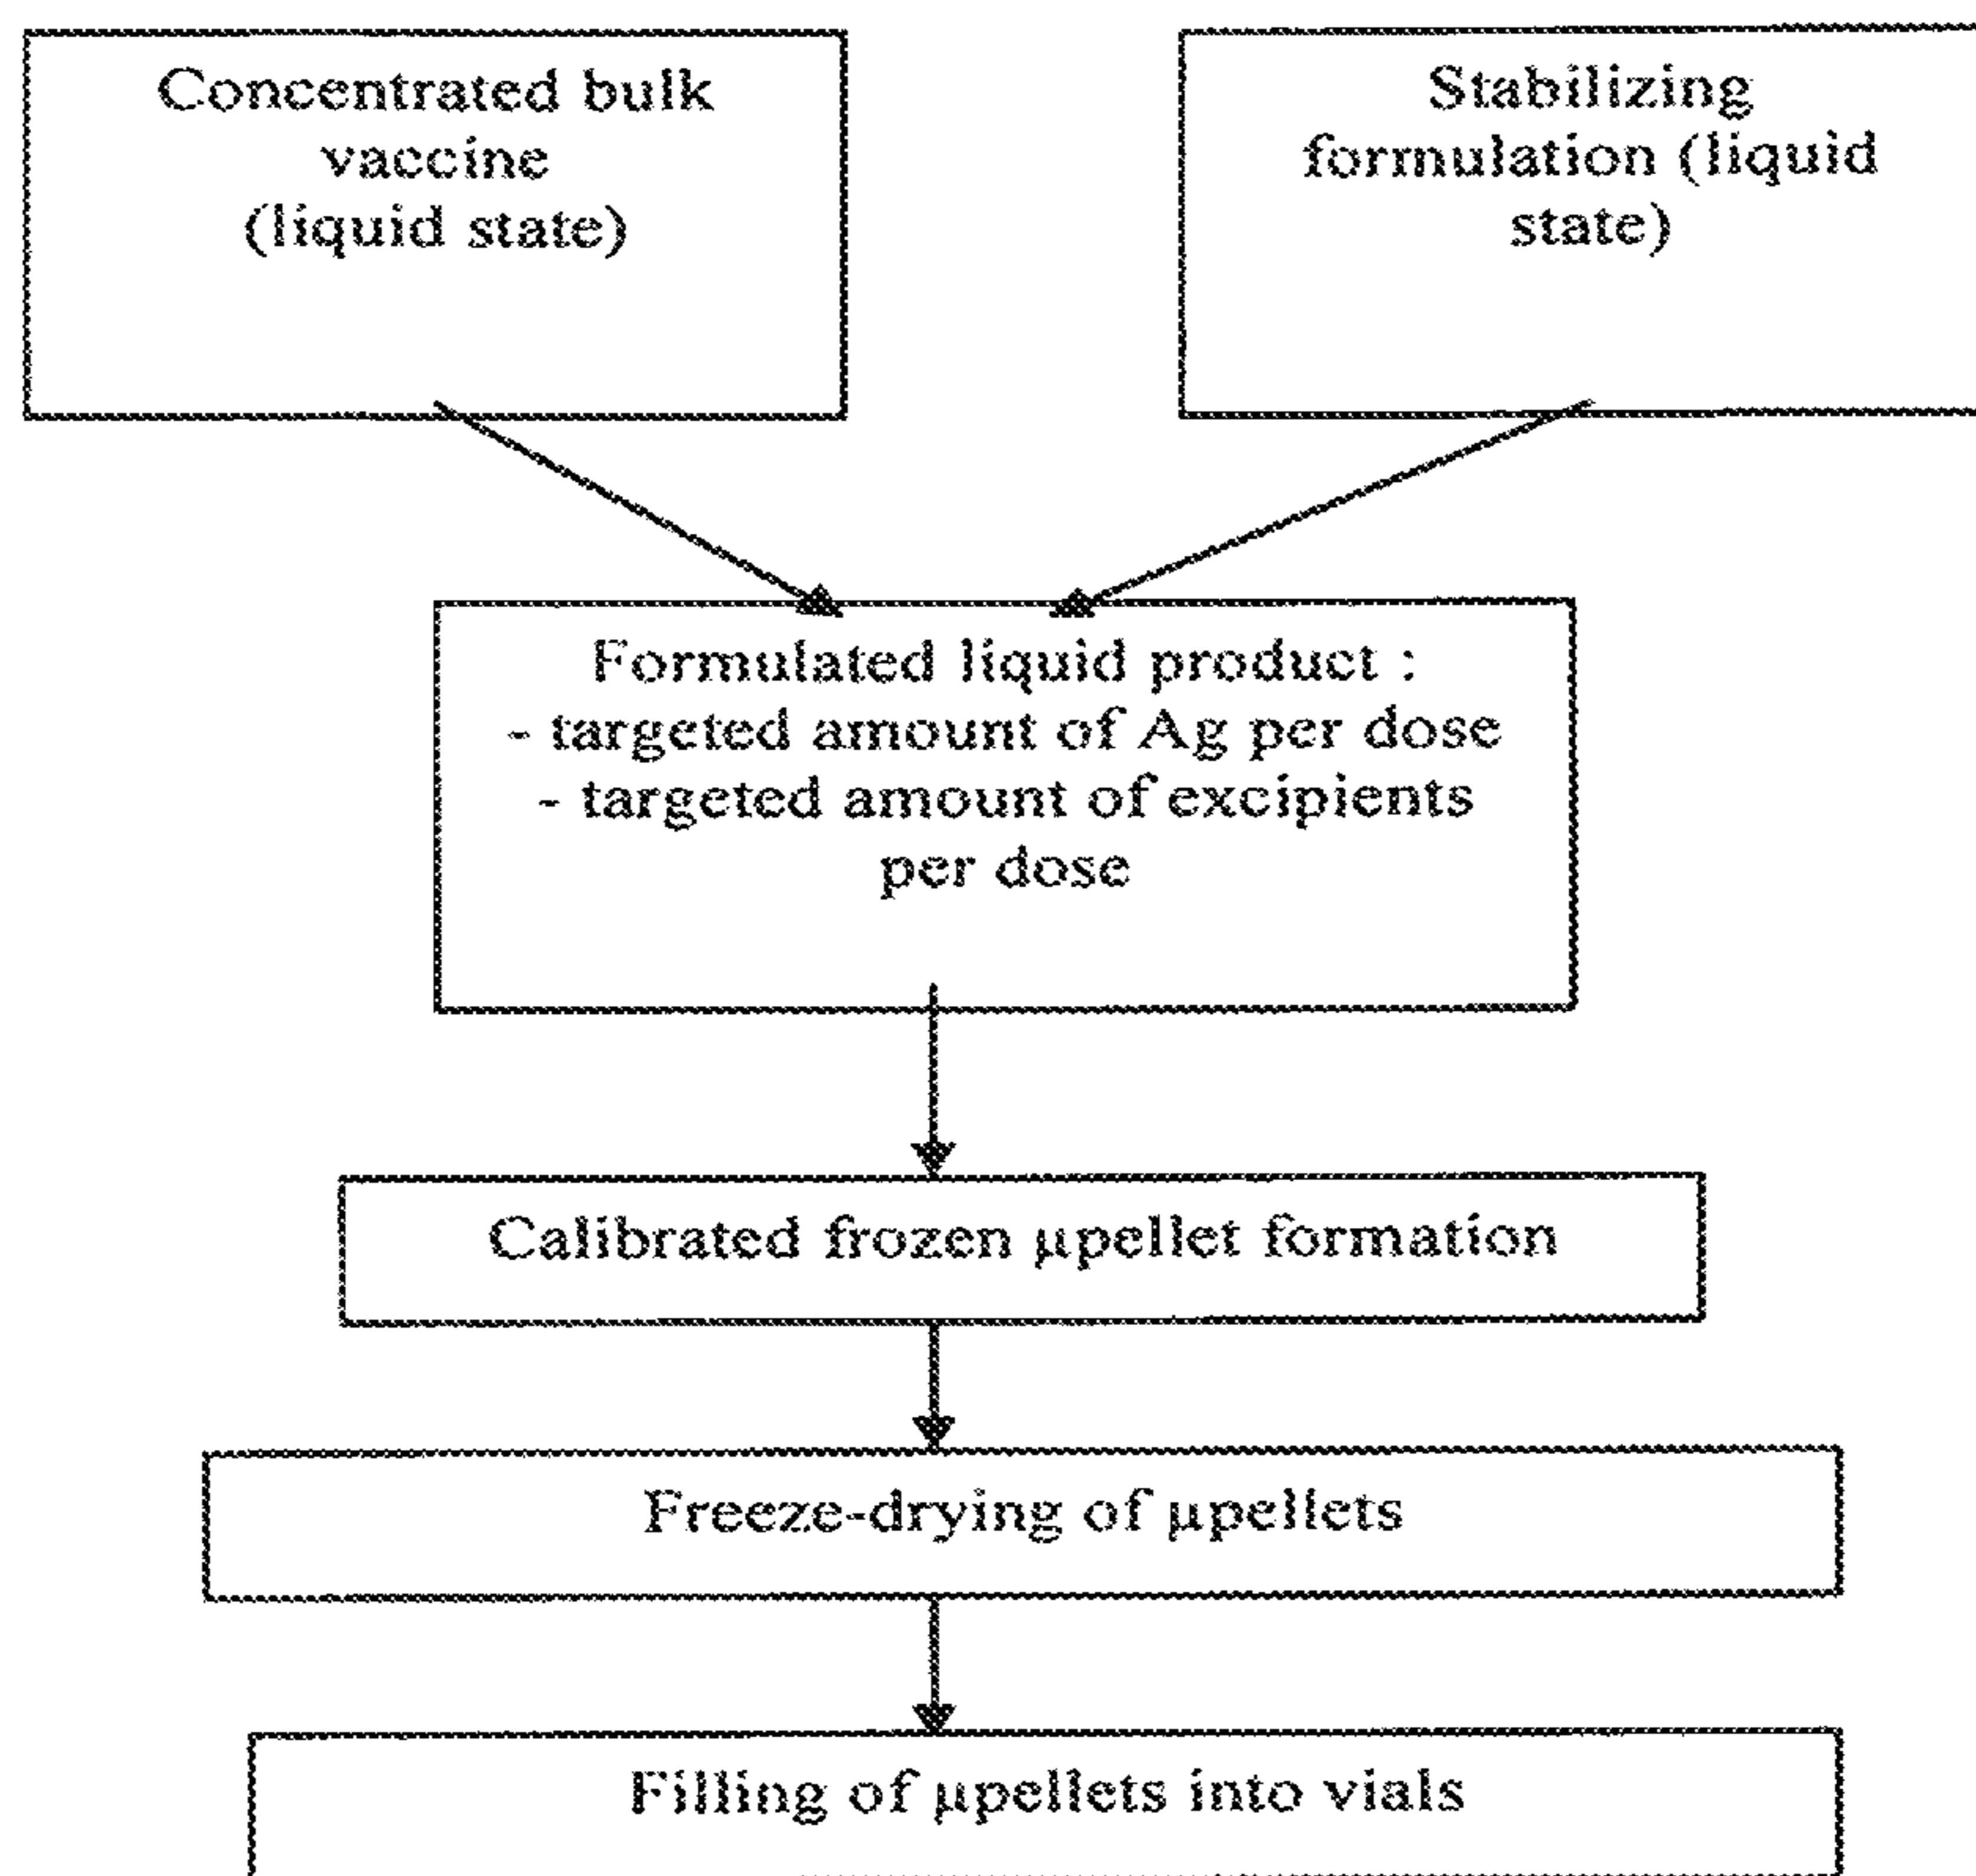 Concentrated bulk
vaccine
(liquid state)
Stabilizing
formulation (liquid
state)
Formulated liquid product :
- targeted amount of Ag per dose
- targeted amount of excipients
per dose
Calibrated frozen µpellet formation
Freeze-drying of µpellets
Filling of µpellets into vials